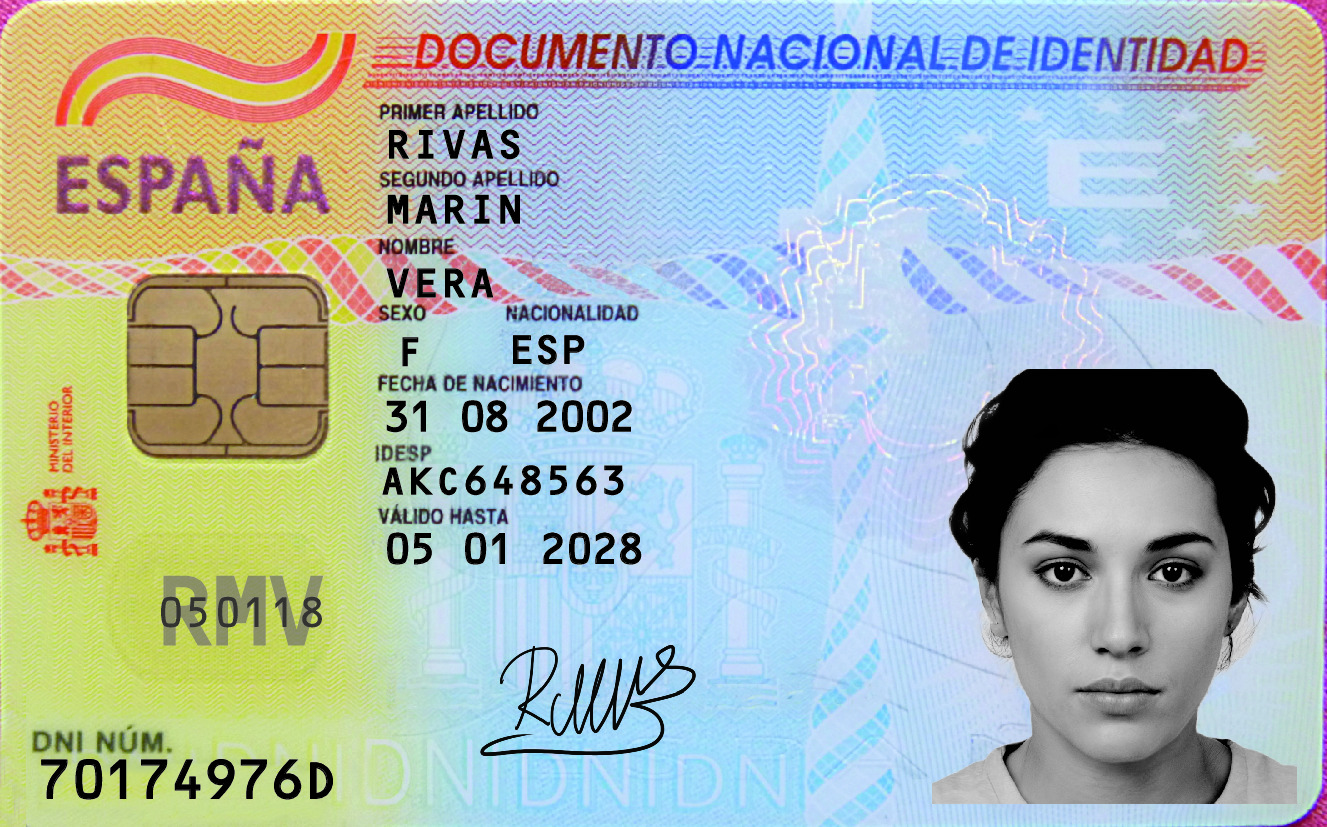 DOCUMENTO NACIONAL DE IDENTIDAD
ESPAÑA
PRIMER APELLIDO
RIVAS
SEGUNDO APELLIDO
MARIN
NOMBRE
VERA
SEXO NACIONALIDAD
F ESP
FECHA DE NACIMIENTO
31 08 2002
IDESP
AKC648563
VÁLIDO HASTA
05 01 2028
MINISTERIO
DEL INTERIOR
E
RMV
050118
DNI NÚM.
70174976D
DNIDNIDNIDNI